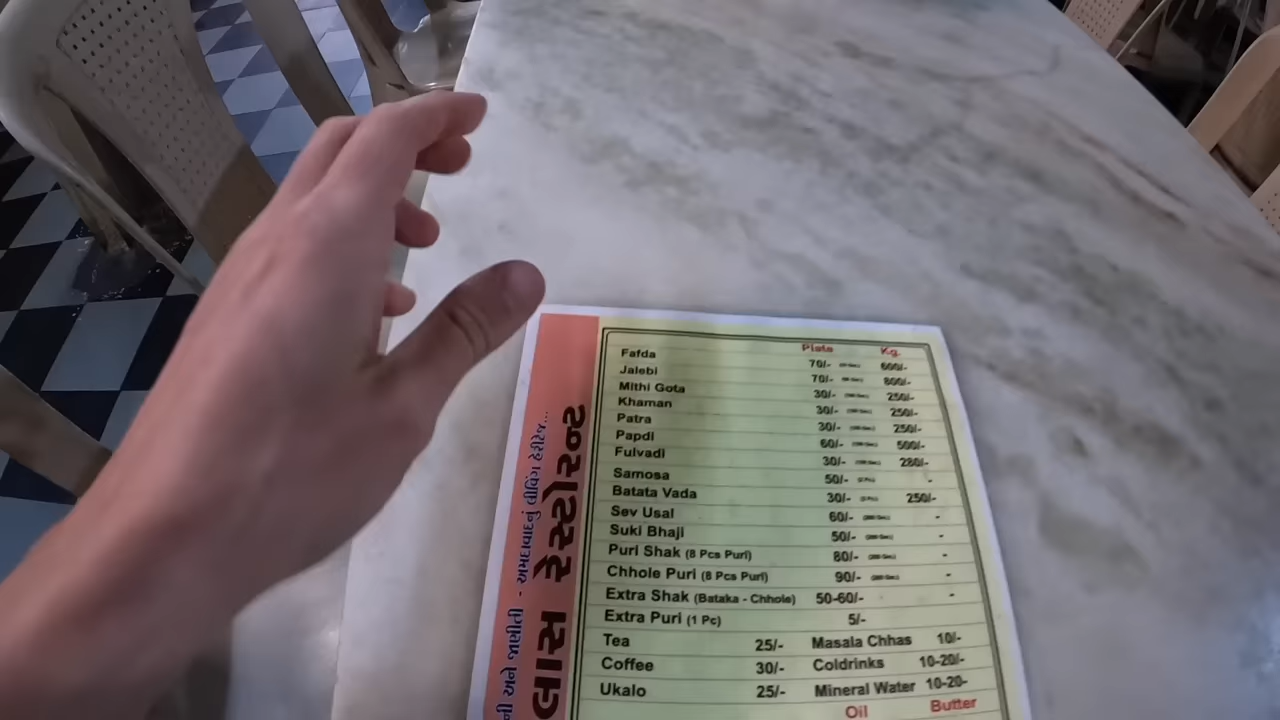 Plate Kg.
Fafda 70/- 600/-
Jalebi 70/- 800/-
Mithi Gota 30/- 250/-
Khaman 30/- 250/-
Patra 30/- 250/-
Papdi 60/- 500/-
Fulvadi 30/- 280/-
Samosa 50/- -
Batata Vada 30/- 250/-
Sev Usal 60/- -
Suki Bhaji 50/- -
Puri Shak (8 Pcs Puri) 80/- -
Chhole Puri (8 Pcs Puri) 90/- -
Extra Shak (Bataka - Chhole) 50-60/- -
Extra Puri (1 Pc) 5/-
Tea 25/- Masala Chhas 10/-
Coffee 30/- Coldrinks 10-20/-
Ukalo 25/- Mineral Water 10-20-
Oil Butter
અને જાણીતી - અમદાવાદનું લીવિંગ હેરીટેજ...
લાસ રેસ્ટોરન્ટ